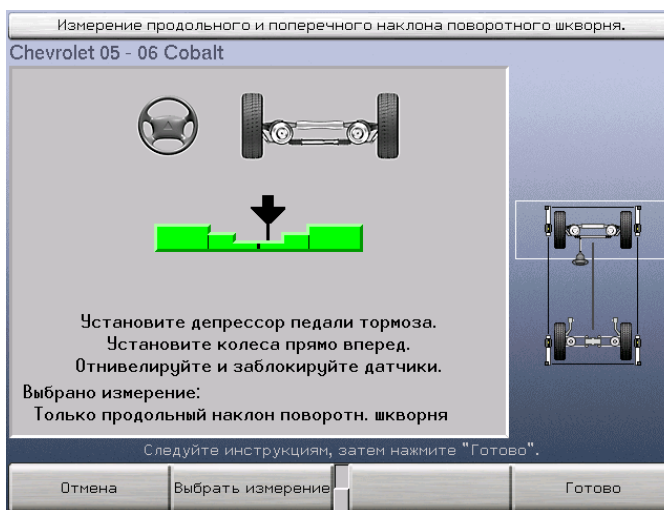 Измерение продольного и поперечного наклона поворотного шкворня.
Chevrolet 05 - 06 Cobalt
Установите депрессор педали тормоза.
Установите колеса прямо вперед.
Отнивелируйте и заблокируйте датчики.
Выбрано измерение:
Только продольный наклон поворотн. шкворня
Следуйте инструкциям, затем нажмите "Готово".
Отмена
Выбрать измерение
Готово